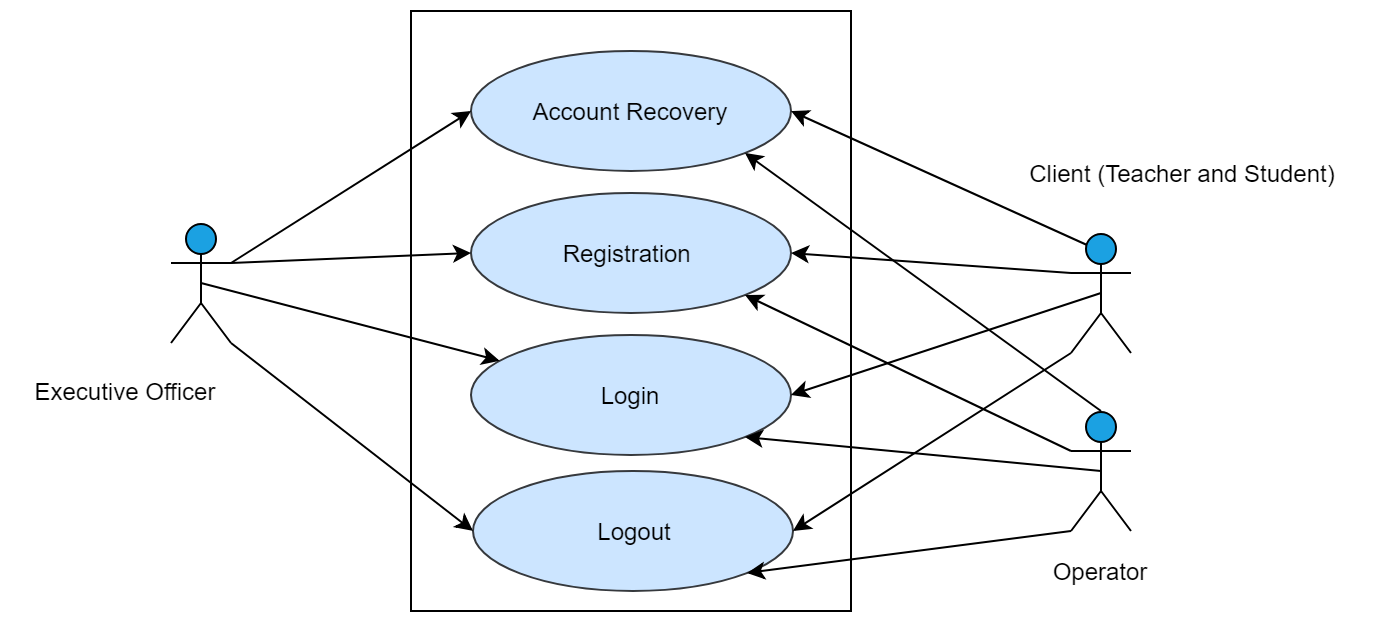 Account Recovery
Client (Teacher and Student)
Registration
Executive Officer
Login
Logout
Operator